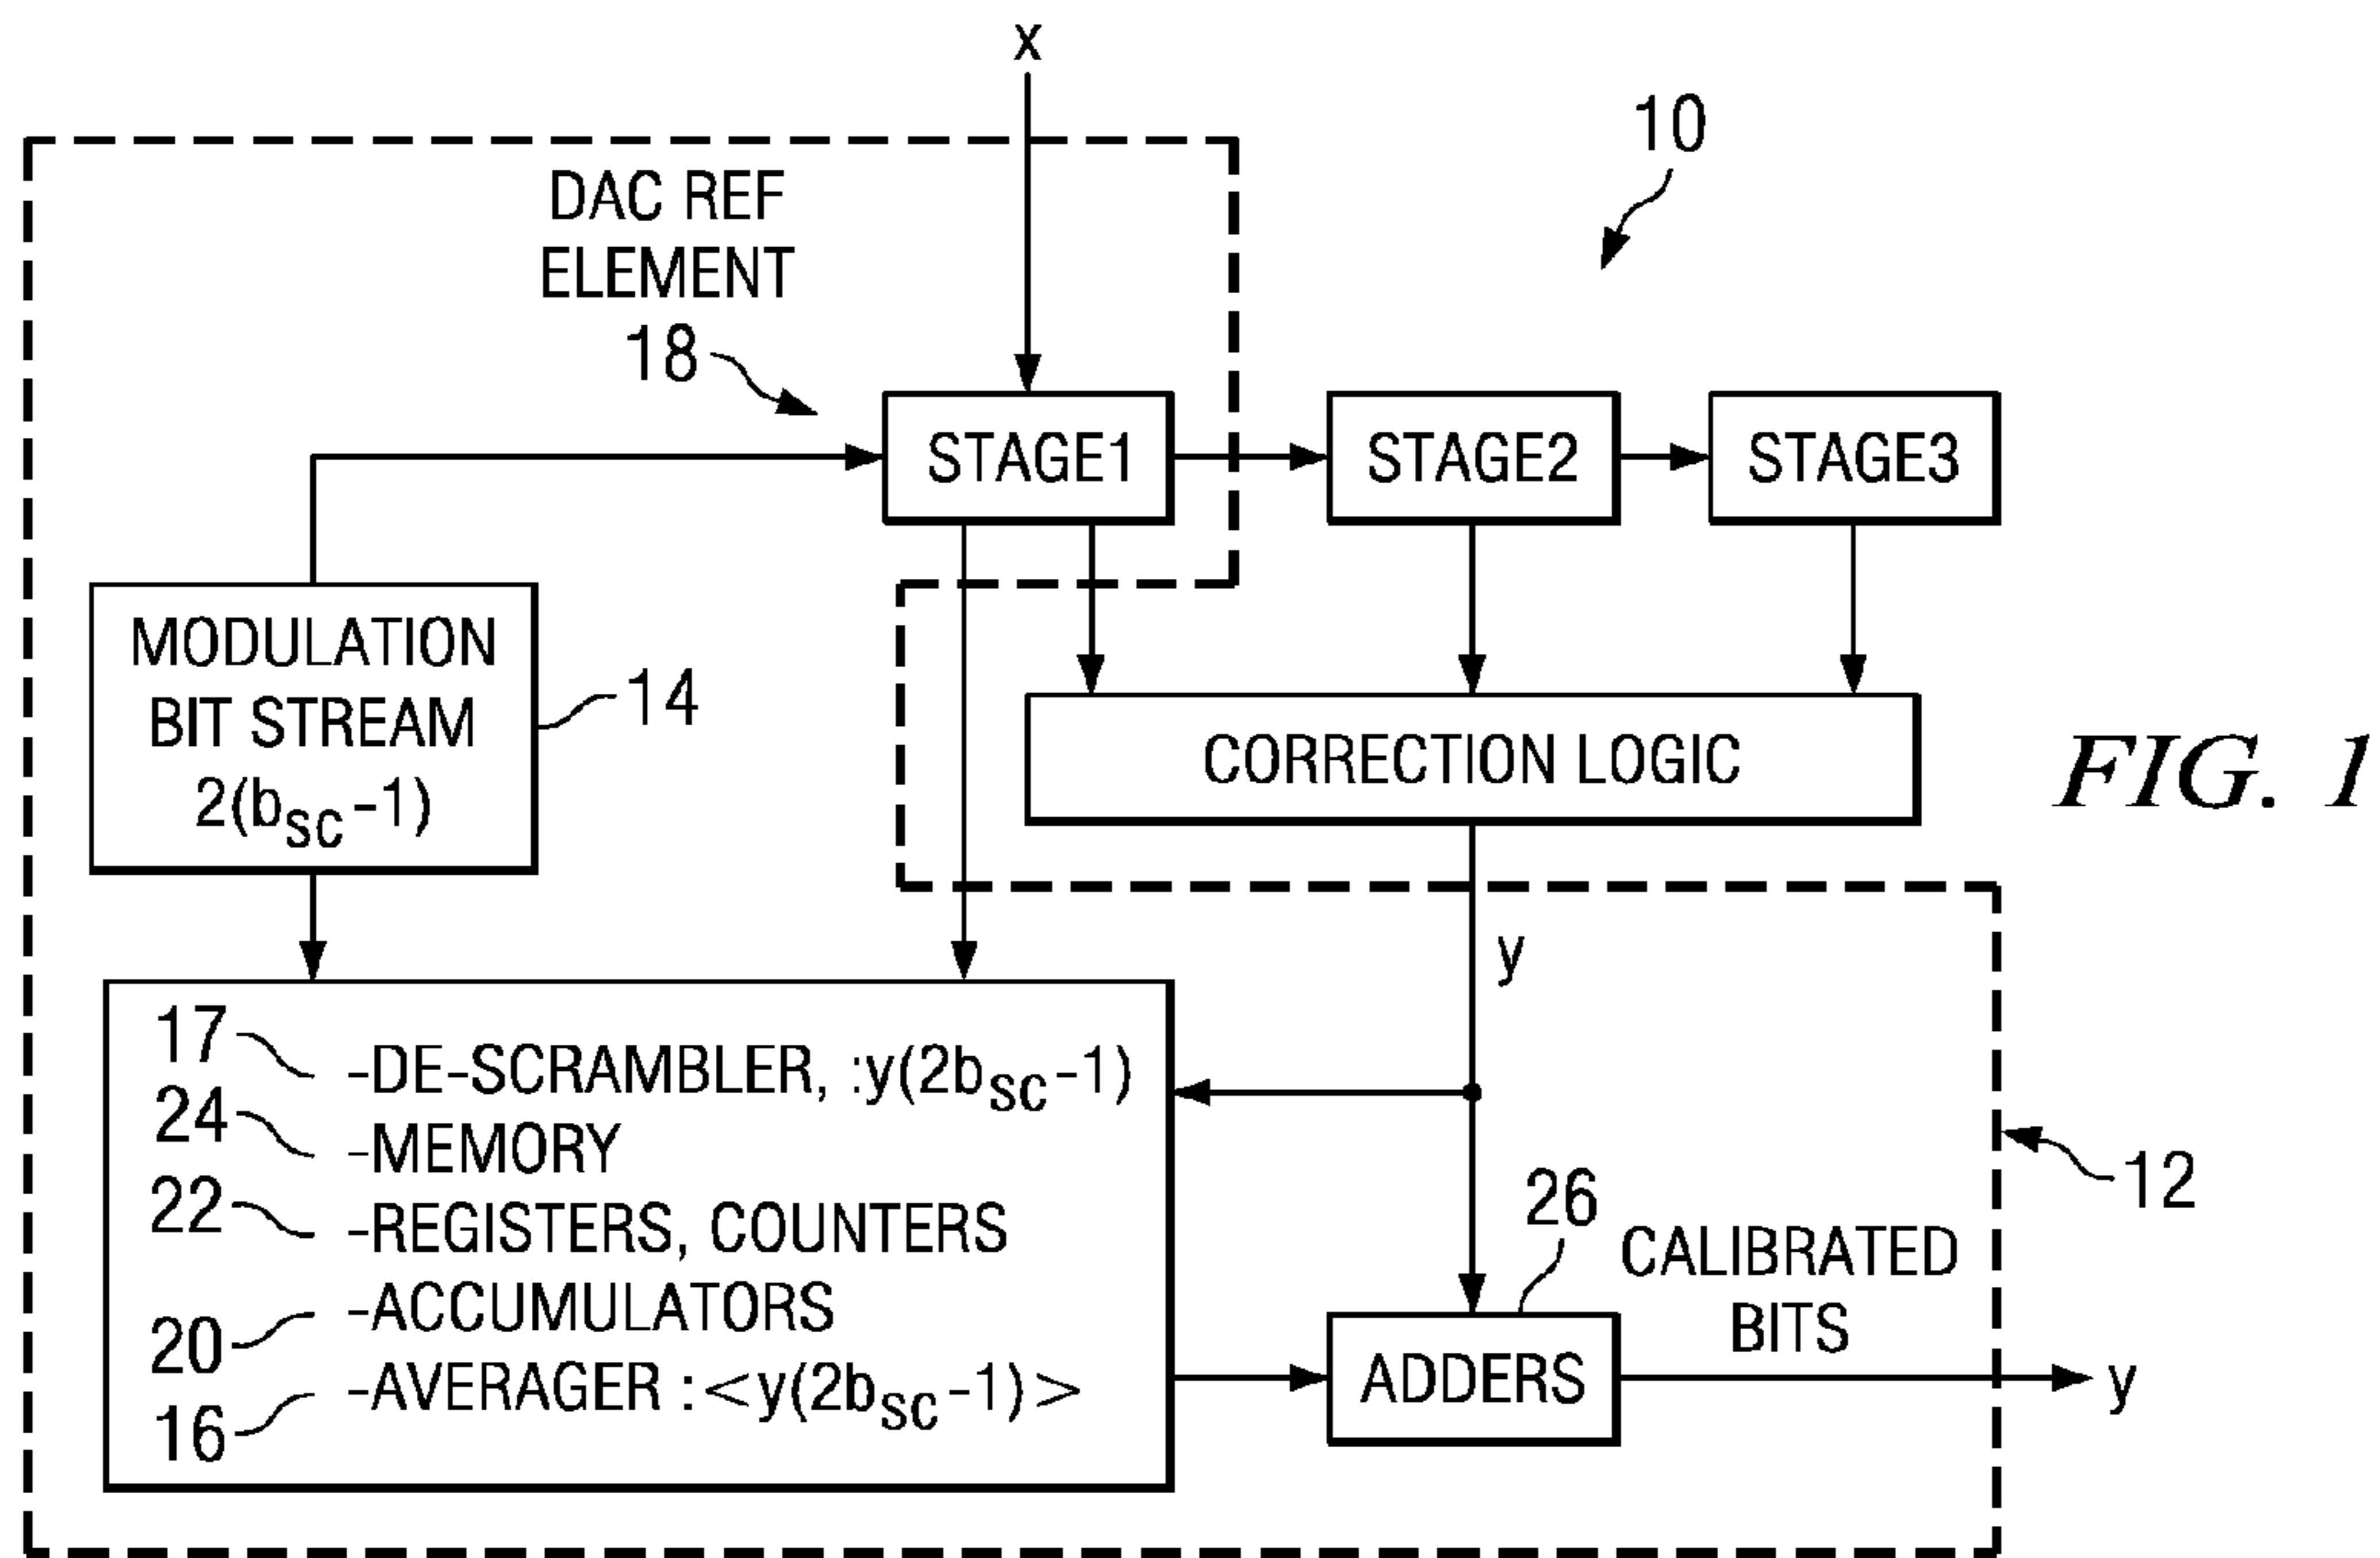 x
10
DAC REF
ELEMENT
18
STAGE1
STAGE2
STAGE3
MODULATION
BIT STREAM
2(bsc-1)
14
CORRECTION LOGIC
FIG. 1
y
17
-DE-SCRAMBLER, :y(2bsc-1)
24
-MEMORY
22
-REGISTERS, COUNTERS
20
-ACCUMULATORS
16
-AVERAGER :<y(2bsc-1)>
12
26
CALIBRATED
BITS
ADDERS
y